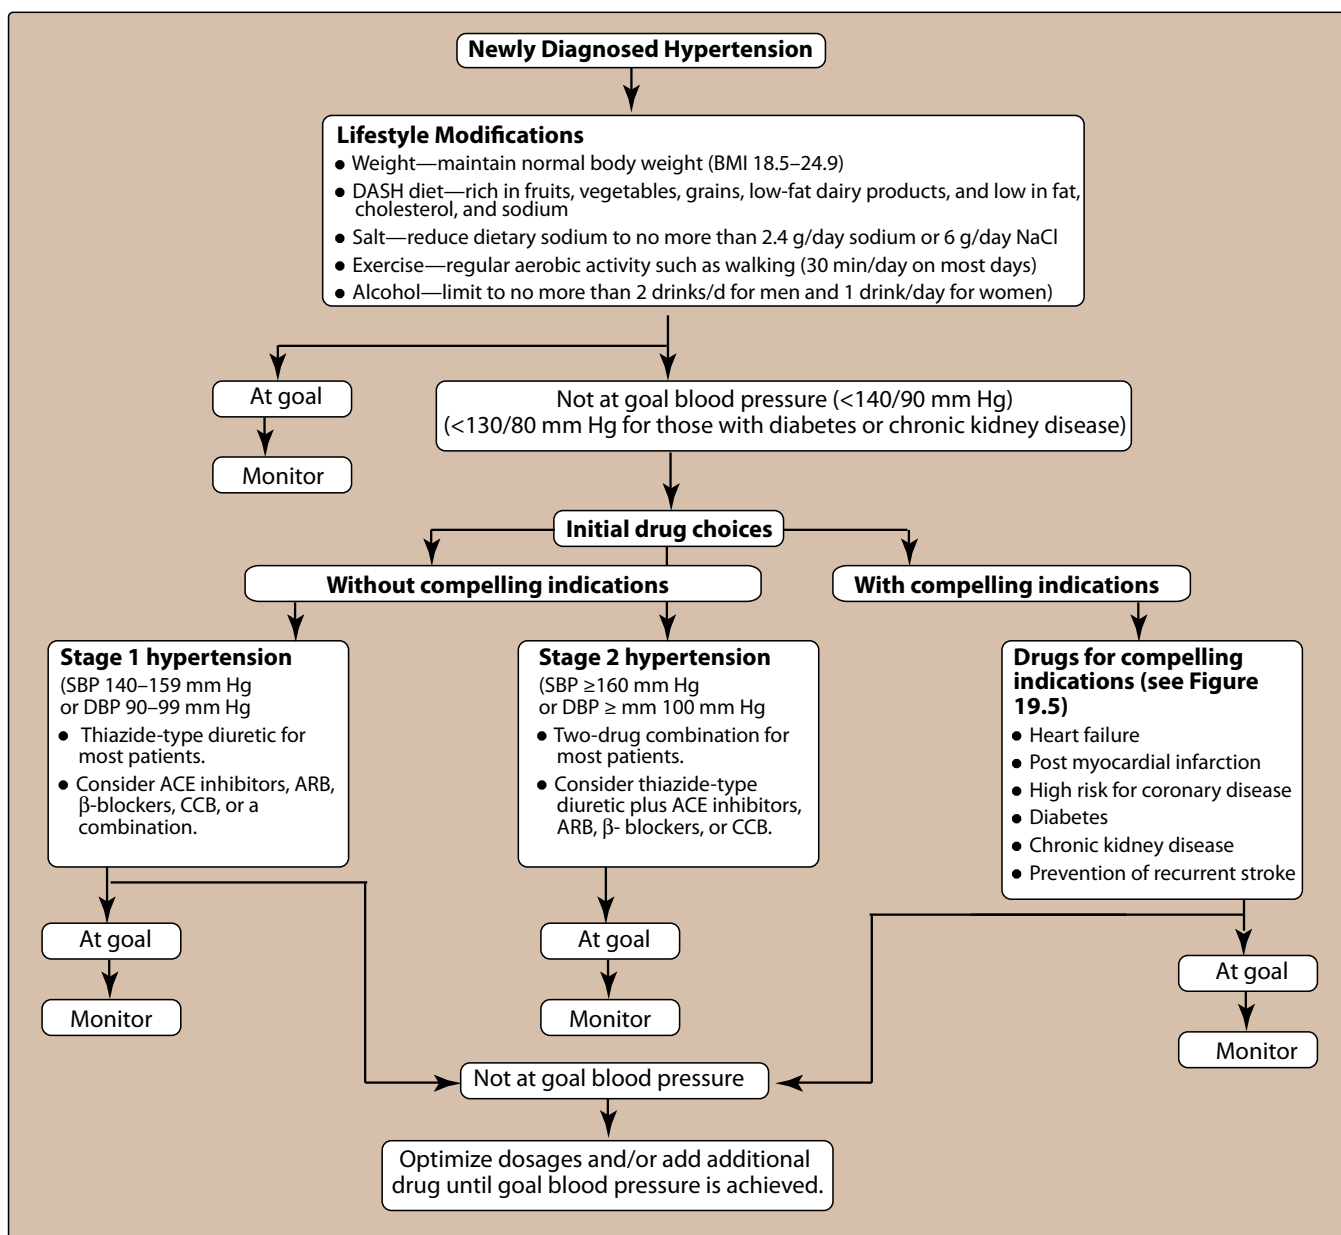 Newly Diagnosed Hypertension
Lifestyle Modifications
● Weight—maintain normal body weight (BMI 18.5–24.9)
● DASH diet—rich in fruits, vegetables, grains, low-fat dairy products, and low in fat,
cholesterol, and sodium
● Salt—reduce dietary sodium to no more than 2.4 g/day sodium or 6 g/day NaCl
● Exercise—regular aerobic activity such as walking (30 min/day on most days)
● Alcohol—limit to no more than 2 drinks/d for men and 1 drink/day for women)
At goal
Monitor
Not at goal blood pressure (<140/90 mm Hg)
(<130/80 mm Hg for those with diabetes or chronic kidney disease)
Initial drug choices
Without compelling indications
With compelling indications
Stage 1 hypertension
(SBP 140–159 mm Hg
or DBP 90–99 mm Hg
● Thiazide-type diuretic for
most patients.
● Consider ACE inhibitors, ARB,
β-blockers, CCB, or a
combination.
At goal
Monitor
Stage 2 hypertension
(SBP ≥160 mm Hg
or DBP ≥ mm 100 mm Hg
● Two-drug combination for
most patients.
● Consider thiazide-type
diuretic plus ACE inhibitors,
ARB, β- blockers, or CCB.
At goal
Monitor
Drugs for compelling
indications (see Figure
19.5)
● Heart failure
● Post myocardial infarction
● High risk for coronary disease
● Diabetes
● Chronic kidney disease
● Prevention of recurrent stroke
At goal
Monitor
Not at goal blood pressure
Optimize dosages and/or add additional
drug until goal blood pressure is achieved.